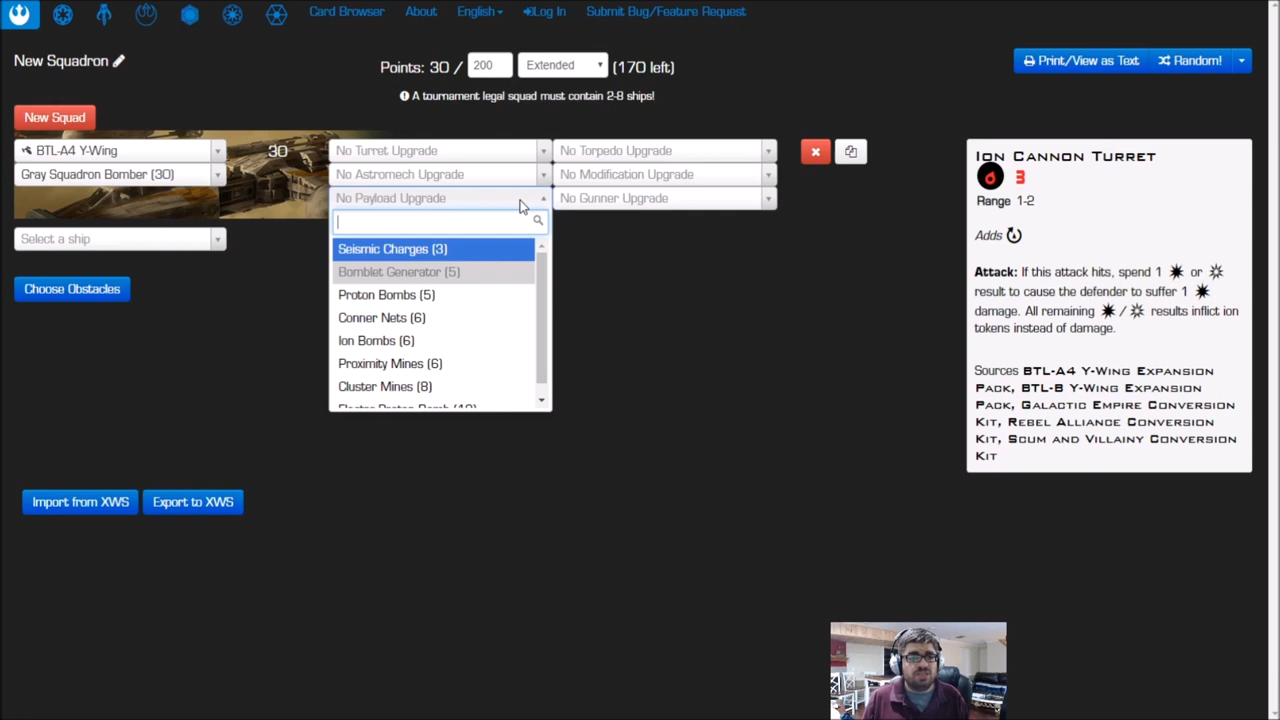 Card Browser About English Log In Submit Bug/Feature Request
New Squadron
Points: 30 / 200 Extended (170 left)
Print/View as Text Random!
A tournament legal squad must contain 2-8 ships!
New Squad
BTL-A4 Y-Wing 30 No Turret Upgrade No Torpedo Upgrade
Gray Squadron Bomber (30) No Astromech Upgrade No Modification Upgrade
No Payload Upgrade No Gunner Upgrade
Select a ship
Seismic Charges (3)
Bomblet Generator (5)
Proton Bombs (5)
Conner Nets (6)
Ion Bombs (6)
Proximity Mines (6)
Cluster Mines (8)
Electro-Proton Bomb (10)
Choose Obstacles
Import from XWS Export to XWS
Ion Cannon Turret
3
Range 1-2
Adds
Attack: If this attack hits, spend 1 or
result to cause the defender to suffer 1
damage. All remaining / results inflict ion
tokens instead of damage.
Sources BTL-A4 Y-Wing Expansion
Pack, BTL-B Y-Wing Expansion
Pack, Galactic Empire Conversion
Kit, Rebel Alliance Conversion
Kit, Scum and Villainy Conversion
Kit